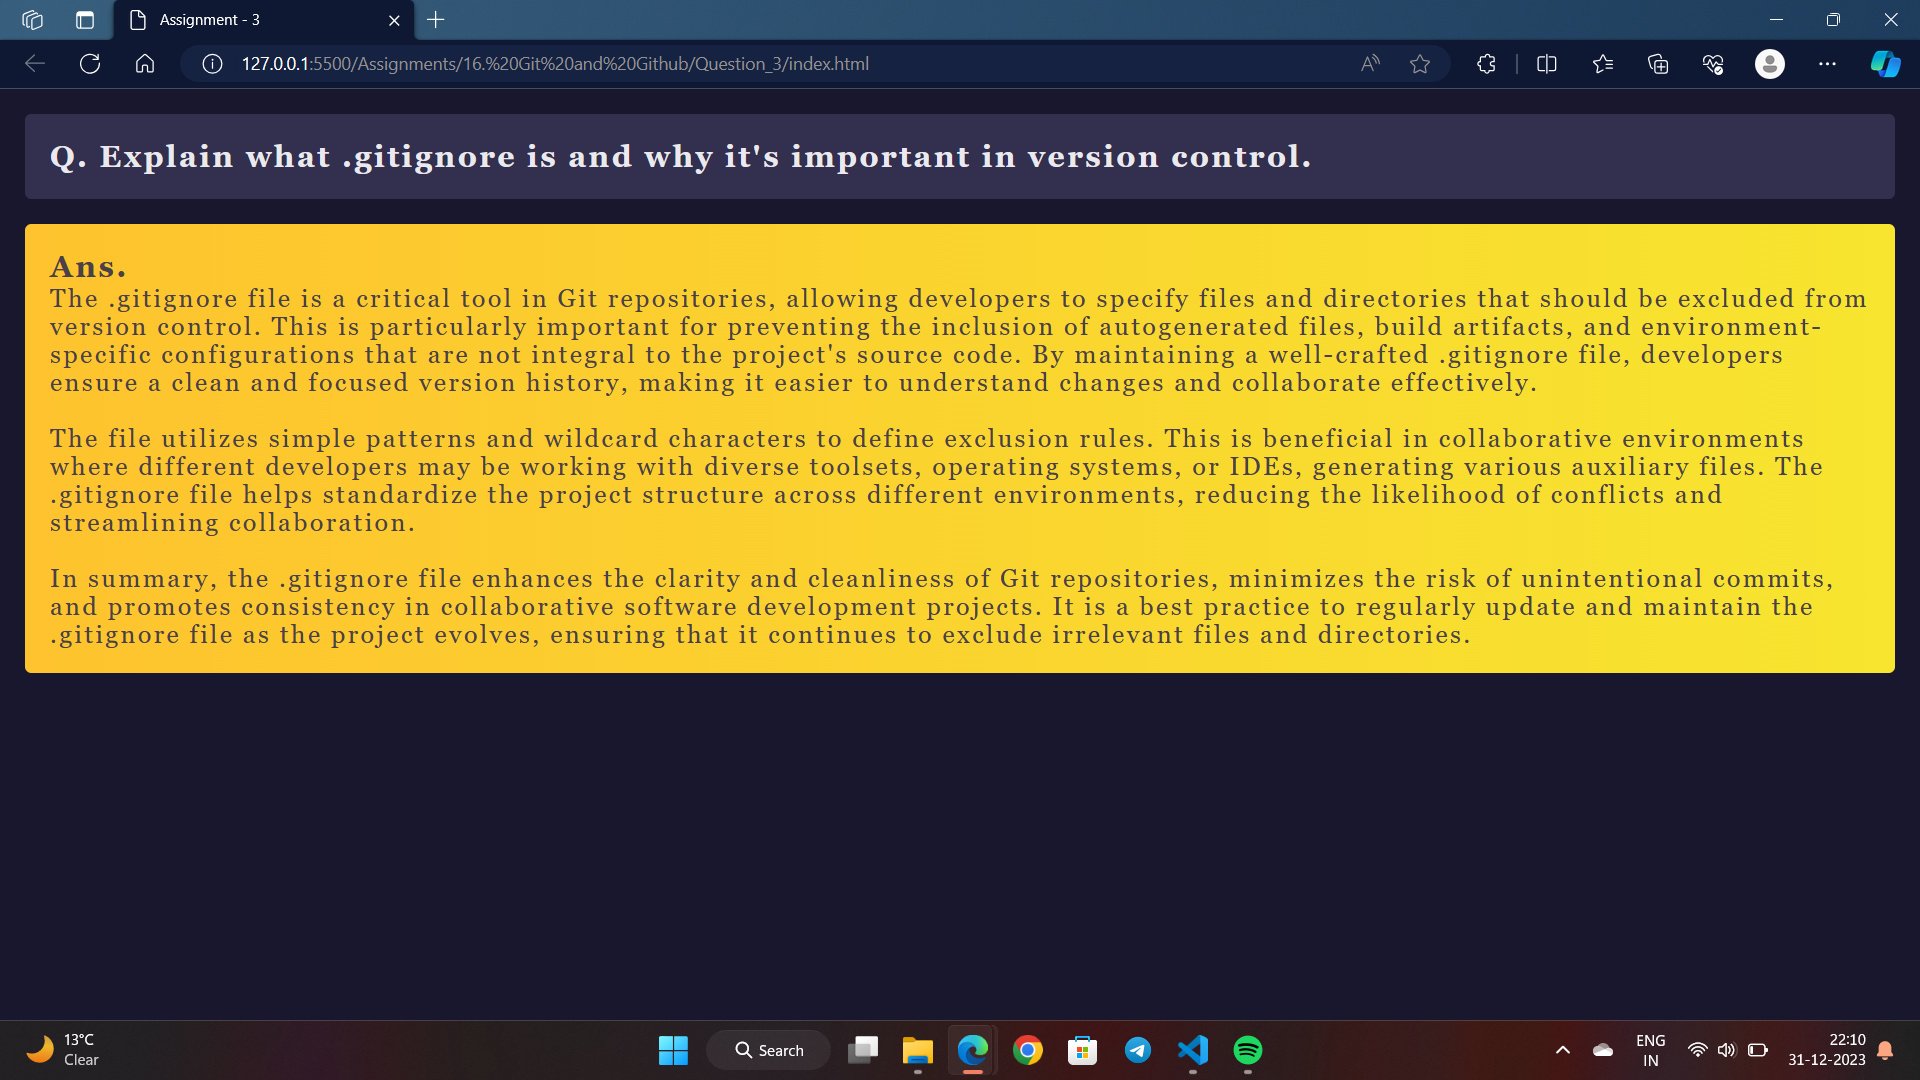 Assignment - 3
127.0.0.1:5500/Assignments/16.%20Git%20and%20Github/Question_3/index.html
Q. Explain what .gitignore is and why it's important in version control.
Ans.
The .gitignore file is a critical tool in Git repositories, allowing developers to specify files and directories that should be excluded from
version control. This is particularly important for preventing the inclusion of autogenerated files, build artifacts, and environment-
specific configurations that are not integral to the project's source code. By maintaining a well-crafted .gitignore file, developers
ensure a clean and focused version history, making it easier to understand changes and collaborate effectively.
The file utilizes simple patterns and wildcard characters to define exclusion rules. This is beneficial in collaborative environments
where different developers may be working with diverse toolsets, operating systems, or IDEs, generating various auxiliary files. The
.gitignore file helps standardize the project structure across different environments, reducing the likelihood of conflicts and
streamlining collaboration.
In summary, the .gitignore file enhances the clarity and cleanliness of Git repositories, minimizes the risk of unintentional commits,
and promotes consistency in collaborative software development projects. It is a best practice to regularly update and maintain the
.gitignore file as the project evolves, ensuring that it continues to exclude irrelevant files and directories.
13°C
Clear
Search
ENG
IN
22:10
31-12-2023